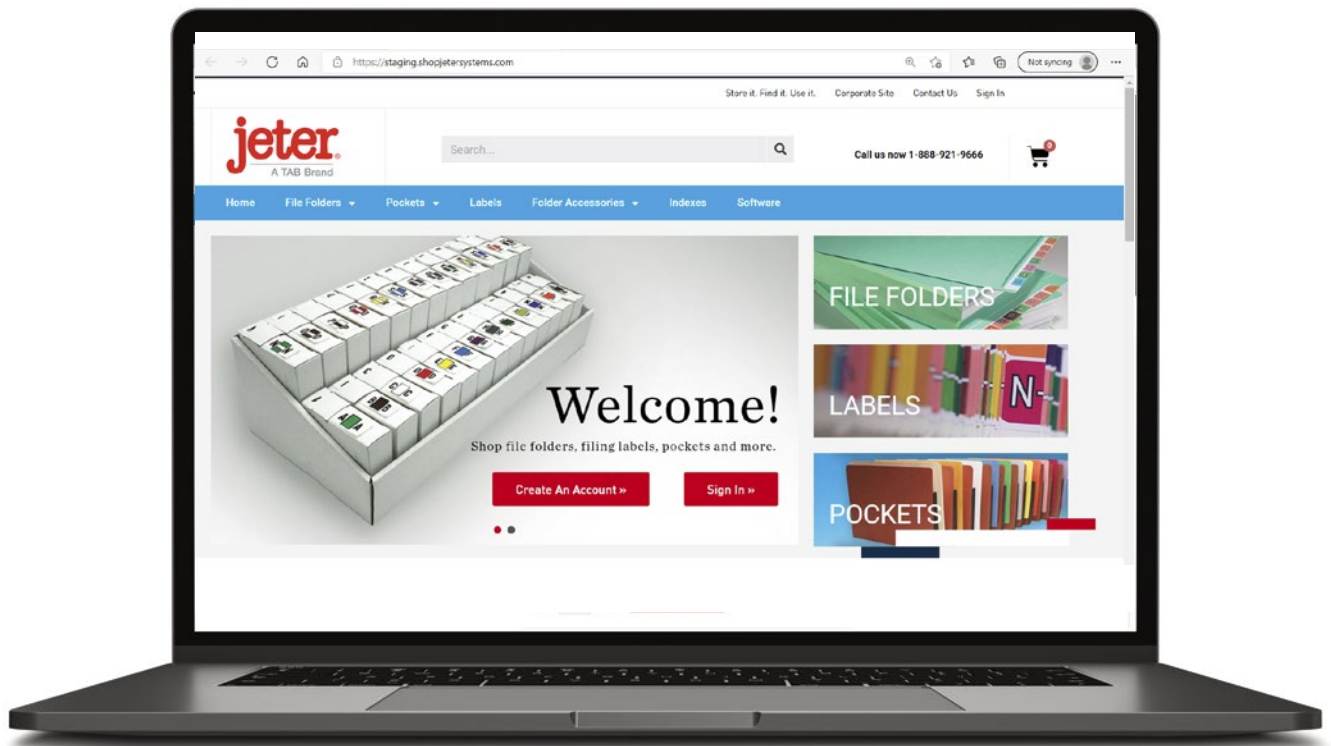 https://staging.shopjetersystems.com
Not syncing
Store it. Find it. Use it. Corporate Site Contact Us Sign In
jeter.
A TAB Brand
Search...
Call us now 1-888-921-9666
0
Home File Folders Pockets Labels Folder Accessories Indexes Software
FILE FOLDERS
LABELS
N
POCKETS
Welcome!
Shop file folders, filing labels, pockets and more.
Create An Account »
Sign In »